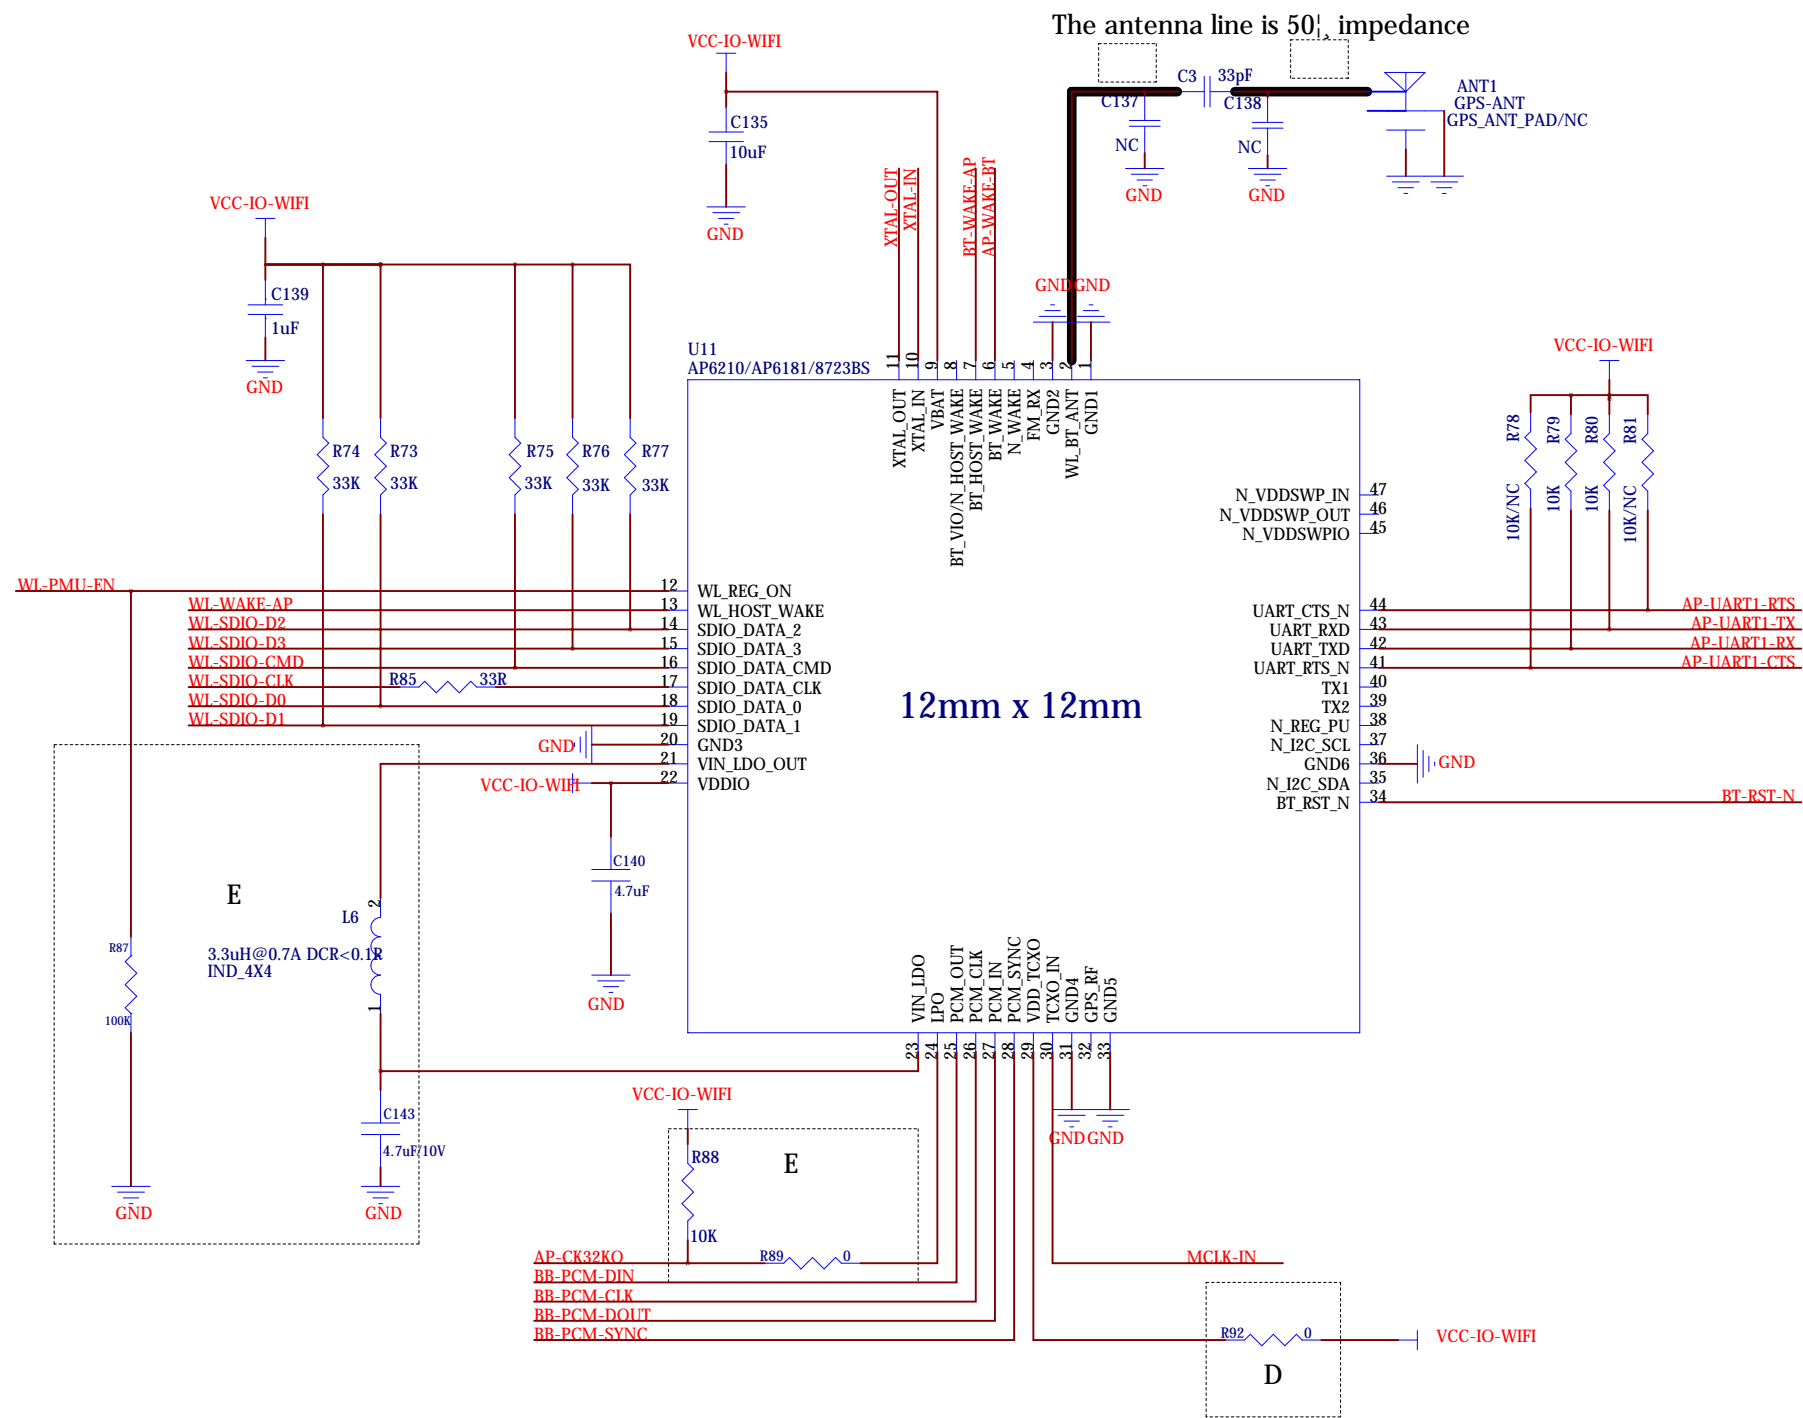 The antenna line is 50¦¸ impedance
VCC-IO-WIFI
C135
10uF
GND
C3
33pF
C137
NC
GND
C138
NC
GND
ANT1
GPS-ANT
GPS_ANT_PAD/NC
XTAL-OUT
XTAL-IN
BT-WAKE-AP
AP-WAKE-BT
GND
GND
VCC-IO-WIFI
C139
1uF
GND
R74
33K
R73
33K
R75
33K
R76
33K
R77
33K
U11
AP6210/AP6181/8723BS
11
10
9
8
7
6
5
4
3
2
1
XTAL_OUT
XTAL_IN
VBAT
BT_VIO/N_HOST_WAKE
BT_HOST_WAKE
BT_WAKE
N_WAKE
FM_RX
GND2
WL_BT_ANT
GND1
VCC-IO-WIFI
R78
10K/NC
R79
10K
R80
10K
R81
10K/NC
N_VDDSWP_IN 47
N_VDDSWP_OUT 46
N_VDDSWPIO 45
UART_CTS_N 44 AP-UART1-RTS
UART_RXD 43 AP-UART1-TX
UART_TXD 42 AP-UART1-RX
UART_RTS_N 41 AP-UART1-CTS
TX1 40
TX2 39
N_REG_PU 38
N_I2C_SCL 37
GND6 36 GND
N_I2C_SDA 35
BT_RST_N 34 BT-RST-N
WL-PMU-EN 12 WL_REG_ON
WL-WAKE-AP 13 WL_HOST_WAKE
WL-SDIO-D2 14 SDIO_DATA_2
WL-SDIO-D3 15 SDIO_DATA_3
WL-SDIO-CMD 16 SDIO_DATA_CMD
WL-SDIO-CLK R85 33R 17 SDIO_DATA_CLK
WL-SDIO-D0 18 SDIO_DATA_0
WL-SDIO-D1 19 SDIO_DATA_1
GND 20 GND3
21 VIN_LDO_OUT
VCC-IO-WIFI 22 VDDIO
12mm x 12mm
C140
4.7uF
GND
E
R87
100K
GND
L6
2
3.3uH@0.7A DCR<0.1R
IND_4X4
1
C143
4.7uF/10V
GND
VIN_LDO
LPO
PCM_OUT
PCM_CLK
PCM_IN
PCM_SYNC
VDD_TCXO
TCXO_IN
GND4
GPS_RF
GND5
23
24
25
26
27
28
29
30
31
32
33
GND
GND
VCC-IO-WIFI
R88
10K
E
AP-CK32KO R89 0
BB-PCM-DIN
BB-PCM-CLK
BB-PCM-DOUT
BB-PCM-SYNC
MCLK-IN
R92 0
VCC-IO-WIFI
D